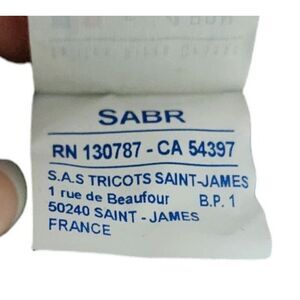 SABR
RN 130787 - CA 54397
S.A.S TRICOTS SAINT-JAMES
1 rue de Beaufour B.P. 1
50240 SAINT - JAMES
FRANCE